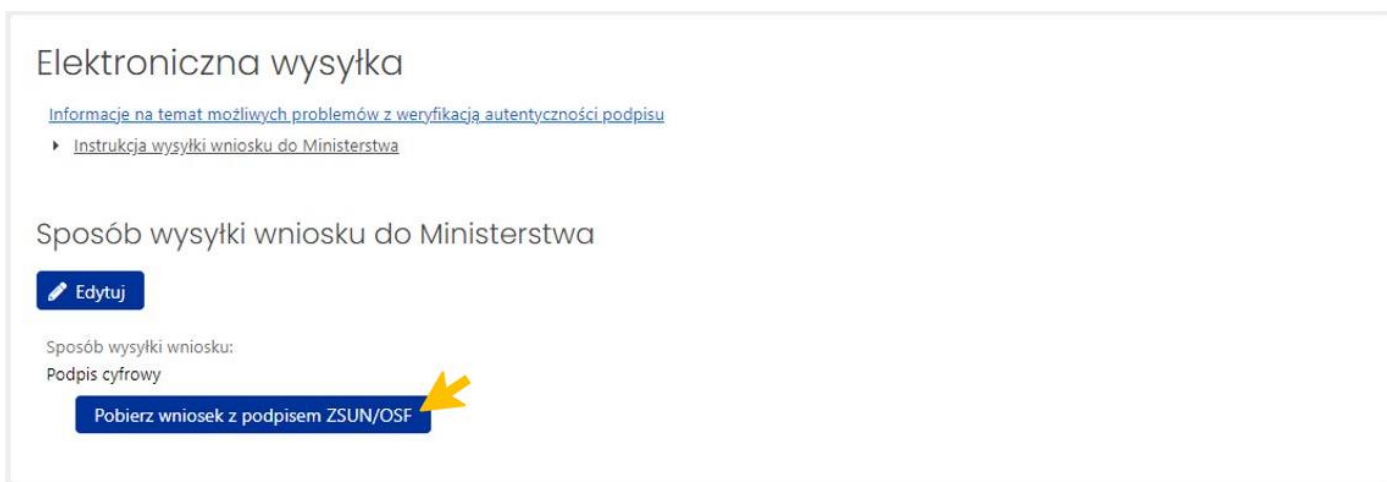 Elektroniczna wysyłka
Informacje na temat możliwych problemów z weryfikacją autentyczności podpisu
Instrukcja wysyłki wniosku do Ministerstwa
Sposób wysyłki wniosku do Ministerstwa
Edytuj
Sposób wysyłki wniosku:
Podpis cyfrowy
Pobierz wniosek z podpisem ZSUN/OSF